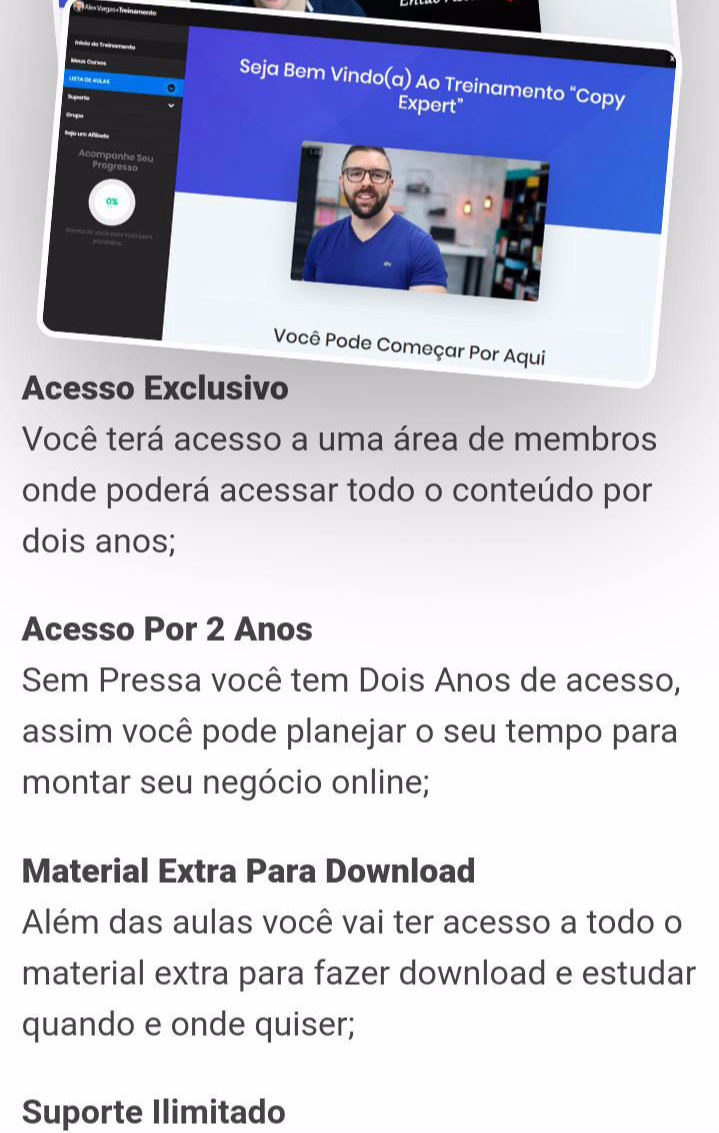 AlexVargas»Treinamento
x
Início do Treinamento
Meus Cursos
LISTA DE AULAS
Suporte
Grupo
Seja um Afiliado
Acompanhe Seu
Progresso
0%
Seja Bem Vindo(a) Ao Treinamento “Copy
Expert”
Você Pode Começar Por Aqui
Acesso Exclusivo
Você terá acesso a uma área de membros
onde poderá acessar todo o conteúdo por
dois anos;
Acesso Por 2 Anos
Sem Pressa você tem Dois Anos de acesso,
assim você pode planejar o seu tempo para
montar seu negócio online;
Material Extra Para Download
Além das aulas você vai ter acesso a todo o
material extra para fazer download e estudar
quando e onde quiser;
Suporte Ilimitado